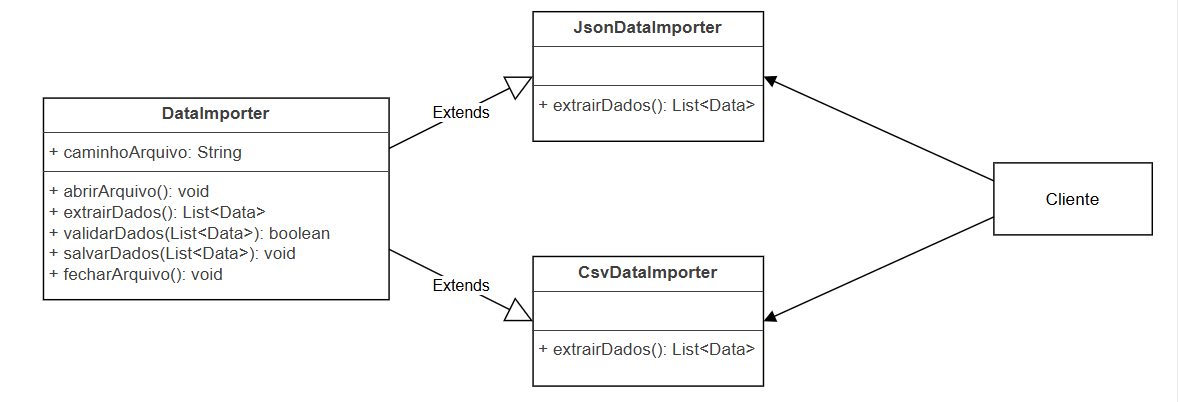 JsonDataImporter
+ extrairDados(): List<Data>
Extends
DataImporter
+ caminhoArquivo: String
+ abrirArquivo(): void
+ extrairDados(): List<Data>
+ validarDados(List<Data>): boolean
+ salvarDados(List<Data>): void
+ fecharArquivo(): void
Extends
CsvDataImporter
+ extrairDados(): List<Data>
Cliente